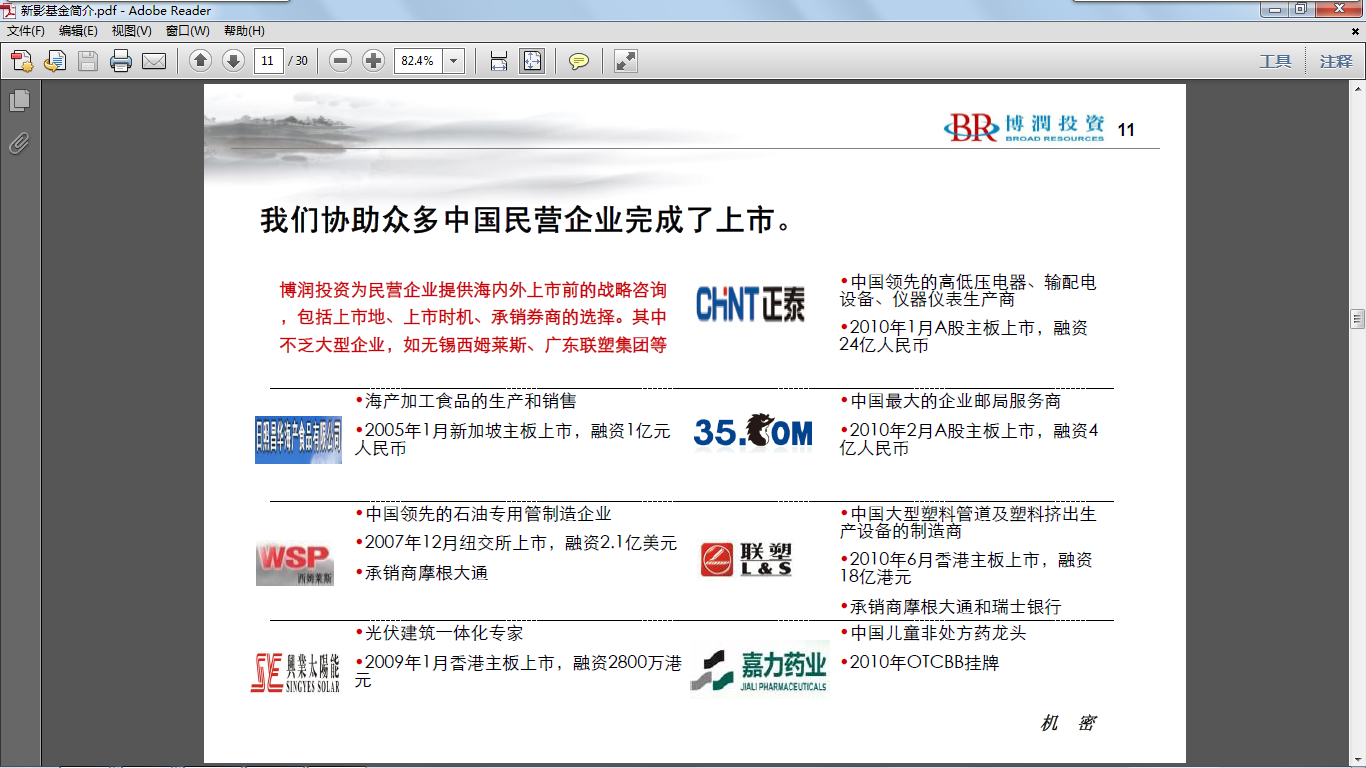 新影基金简介.pdf - Adobe Reader
文件(F) 编辑(E) 视图(V) 窗口(W) 帮助(H)
11 / 30 82.4% 工具 注释
BR 博潤投資 11
BROAD RESOURCES
我们协助众多中国民营企业完成了上市。
博润投资为民营企业提供海内外上市前的战略咨询
，包括上市地、上市时机、承销券商的选择。其中
不乏大型企业，如无锡西姆莱斯、广东联塑集团等
CHINT 正泰
•中国领先的高低压电器、输配电
设备、仪器仪表生产商
•2010年1月A股主板上市，融资
24亿人民币
日照昌华海产食品有限公司
•海产加工食品的生产和销售
•2005年1月新加坡主板上市，融资1亿元
人民币
35.COM
•中国最大的企业邮局服务商
•2010年2月A股主板上市，融资4
亿人民币
WSP
西姆莱斯
•中国领先的石油专用管制造企业
•2007年12月纽交所上市，融资2.1亿美元
•承销商摩根大通
联塑
L&S
•中国大型塑料管道及塑料挤出生
产设备的制造商
•2010年6月香港主板上市，融资
18亿港元
•承销商摩根大通和瑞士银行
興業太陽能
SINGYES SOLAR
•光伏建筑一体化专家
•2009年1月香港主板上市，融资2800万港
元
嘉力药业
JIALI PHARMACEUTICALS
•中国儿童非处方药龙头
•2010年OTCBB挂牌
机 密